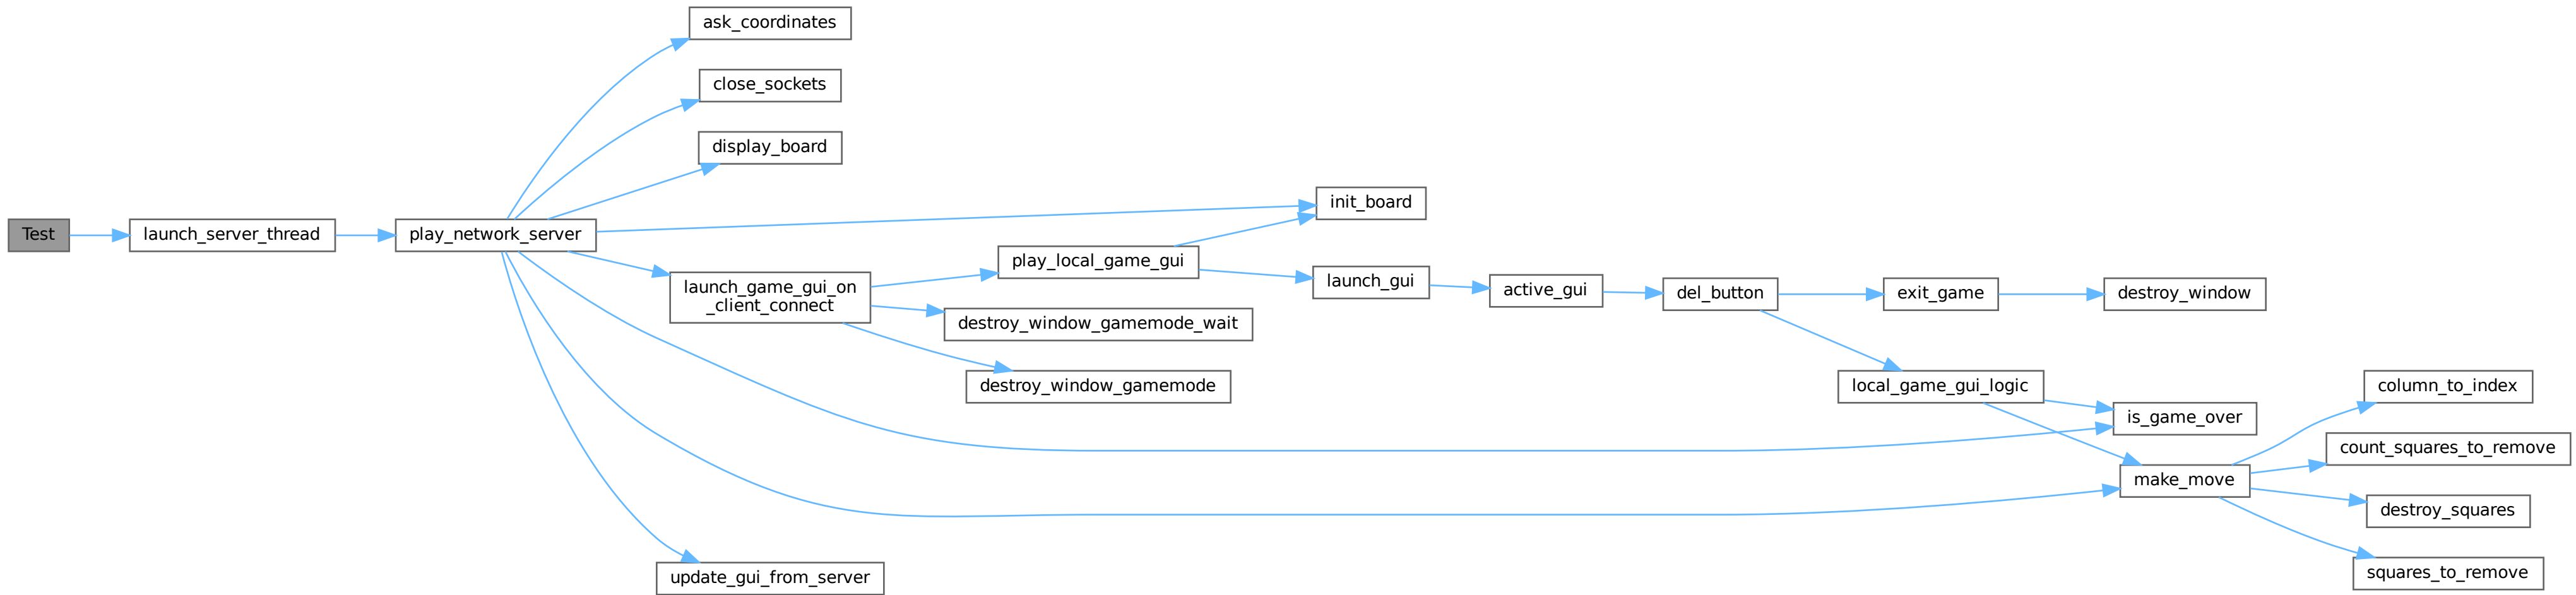 Test
launch_server_thread
play_network_server
ask_coordinates
close_sockets
display_board
init_board
launch_game_gui_on
_client_connect
play_local_game_gui
destroy_window_gamemode_wait
destroy_window_gamemode
launch_gui
active_gui
del_button
exit_game
destroy_window
local_game_gui_logic
is_game_over
make_move
column_to_index
count_squares_to_remove
destroy_squares
squares_to_remove
update_gui_from_server